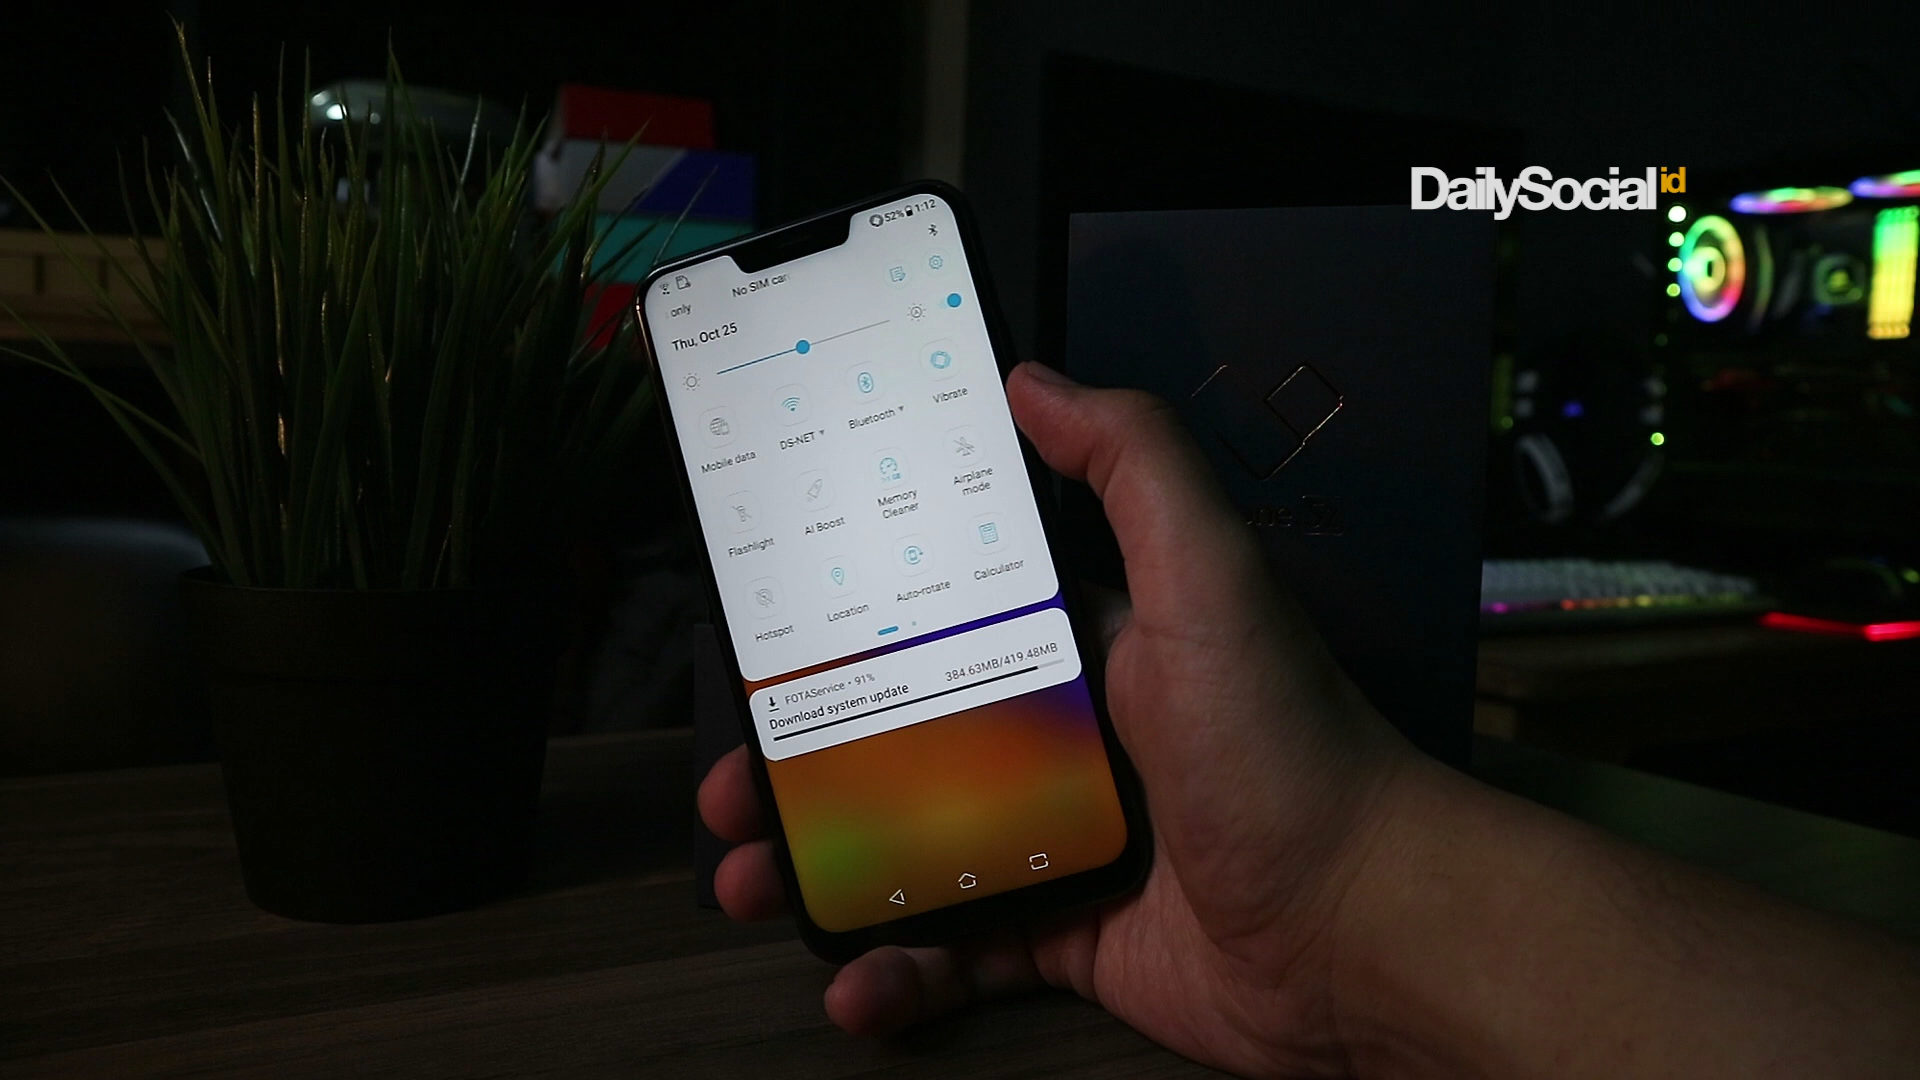 DailySocial.id
52% 1:12
No SIM car
only
Thu, Oct 25
Mobile data
DS-NET
Bluetooth
Vibrate
Flashlight
AI Boost
Memory
Cleaner
Airplane
mode
Hotspot
Location
Auto-rotate
Calculator
FOTAService • 91%
384.63MB/419.48MB
Download system update